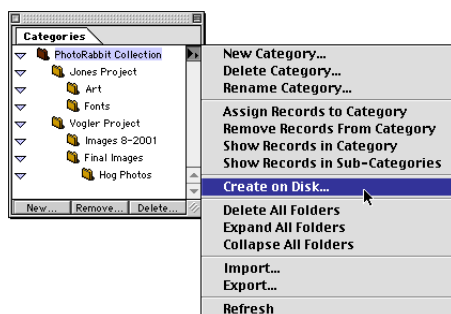 Categories
PhotoRabbit Collection
Jones Project
Art
Fonts
Vogler Project
Images 8-2001
Final Images
Hog Photos
New... Remove... Delete...
New Category...
Delete Category...
Rename Category...
Assign Records to Category
Remove Records From Category
Show Records in Category
Show Records in Sub-Categories
Create on Disk...
Delete All Folders
Expand All Folders
Collapse All Folders
Import...
Export...
Refresh